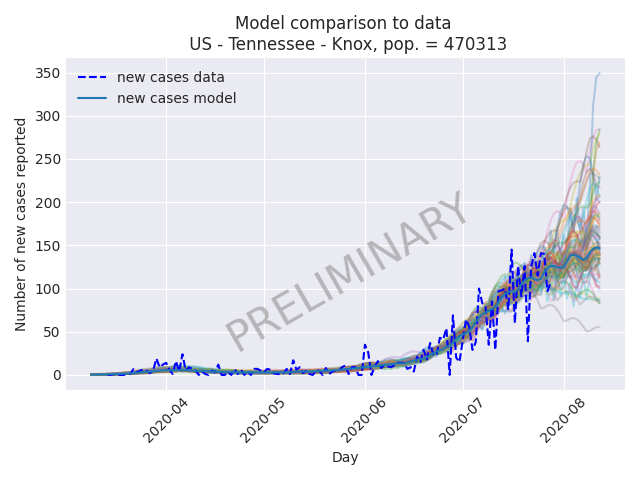 Model comparison to data
US - Tennessee - Knox, pop. = 470313
new cases data
new cases model
PRELIMINARY
Number of new cases reported
350
300
250
200
150
100
50
0
2020-04
2020-05
2020-06
2020-07
2020-08
Day